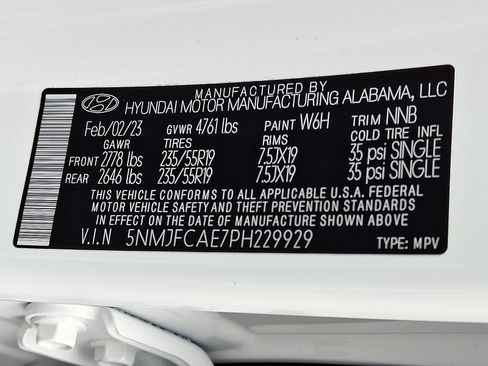 MANUFACTURED BY
HYUNDAI MOTOR MANUFACTURING ALABAMA, LLC
Feb/02/23 GVWR 4761 lbs PAINT W6H TRIM NNB
GAWR TIRES RIMS COLD TIRE INFL
FRONT 2778 lbs 235/55R19 7.5JX19 35 psi SINGLE
REAR 2646 lbs 235/55R19 7.5JX19 35 psi SINGLE
THIS VEHICLE CONFORMS TO ALL APPLICABLE U.S.A. FEDERAL
MOTOR VEHICLE SAFETY AND THEFT PREVENTION STANDARDS
IN EFFECT ON THE DATE OF MANUFACTURE SHOWN ABOVE
V.I.N 5NMJFCAE7PH229929 TYPE: MPV